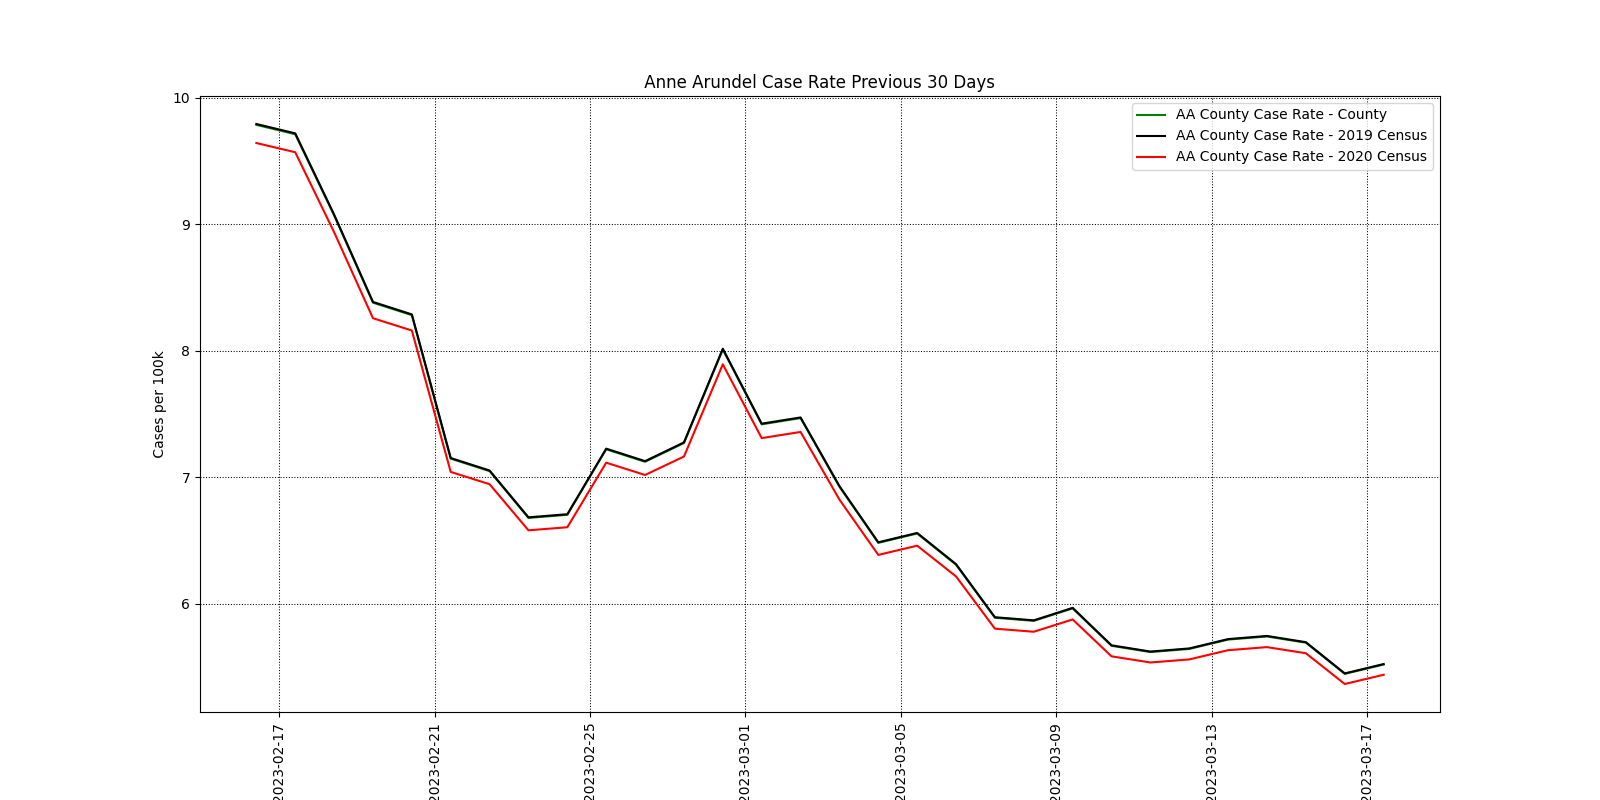 Anne Arundel Case Rate Previous 30 Days
AA County Case Rate - County
AA County Case Rate - 2019 Census
AA County Case Rate - 2020 Census
Cases per 100k
10
9
8
7
6
2023-02-17
2023-02-21
2023-02-25
2023-03-01
2023-03-05
2023-03-09
2023-03-13
2023-03-17